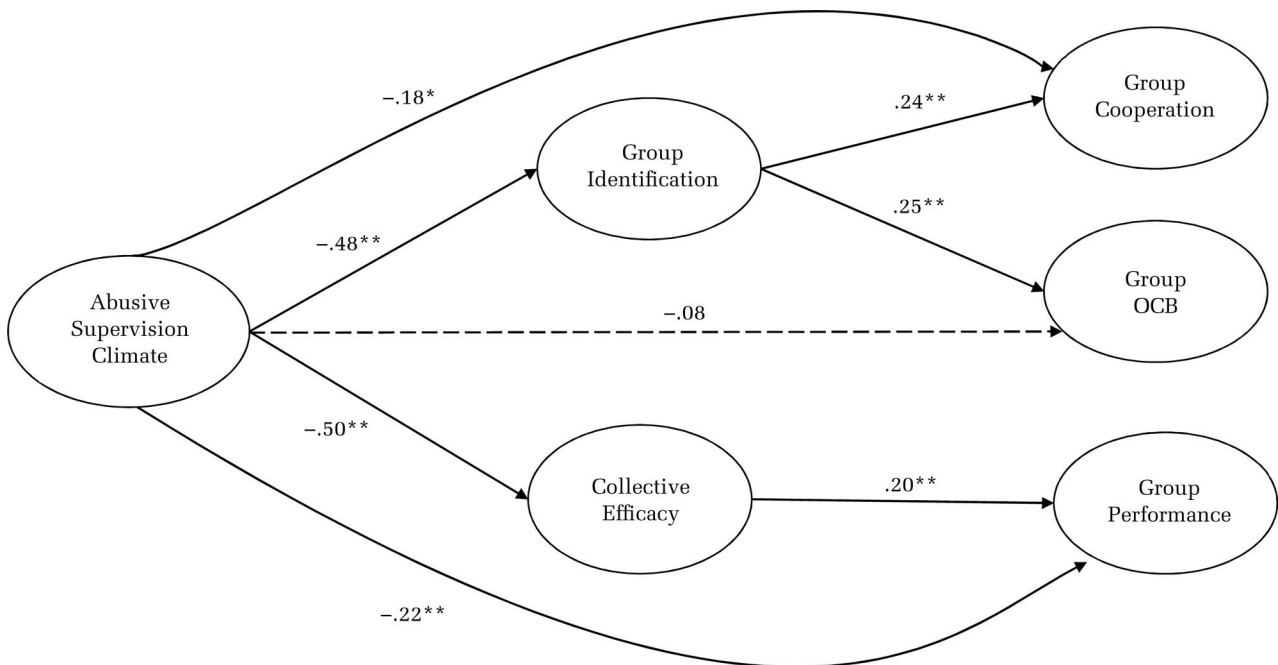 Group
Cooperation
−.18*
.24**
Group
Identification
.25**
−.48**
Group
OCB
Abusive
Supervision
Climate
−.08
−.50**
Collective
Efficacy
.20**
Group
Performance
−.22**